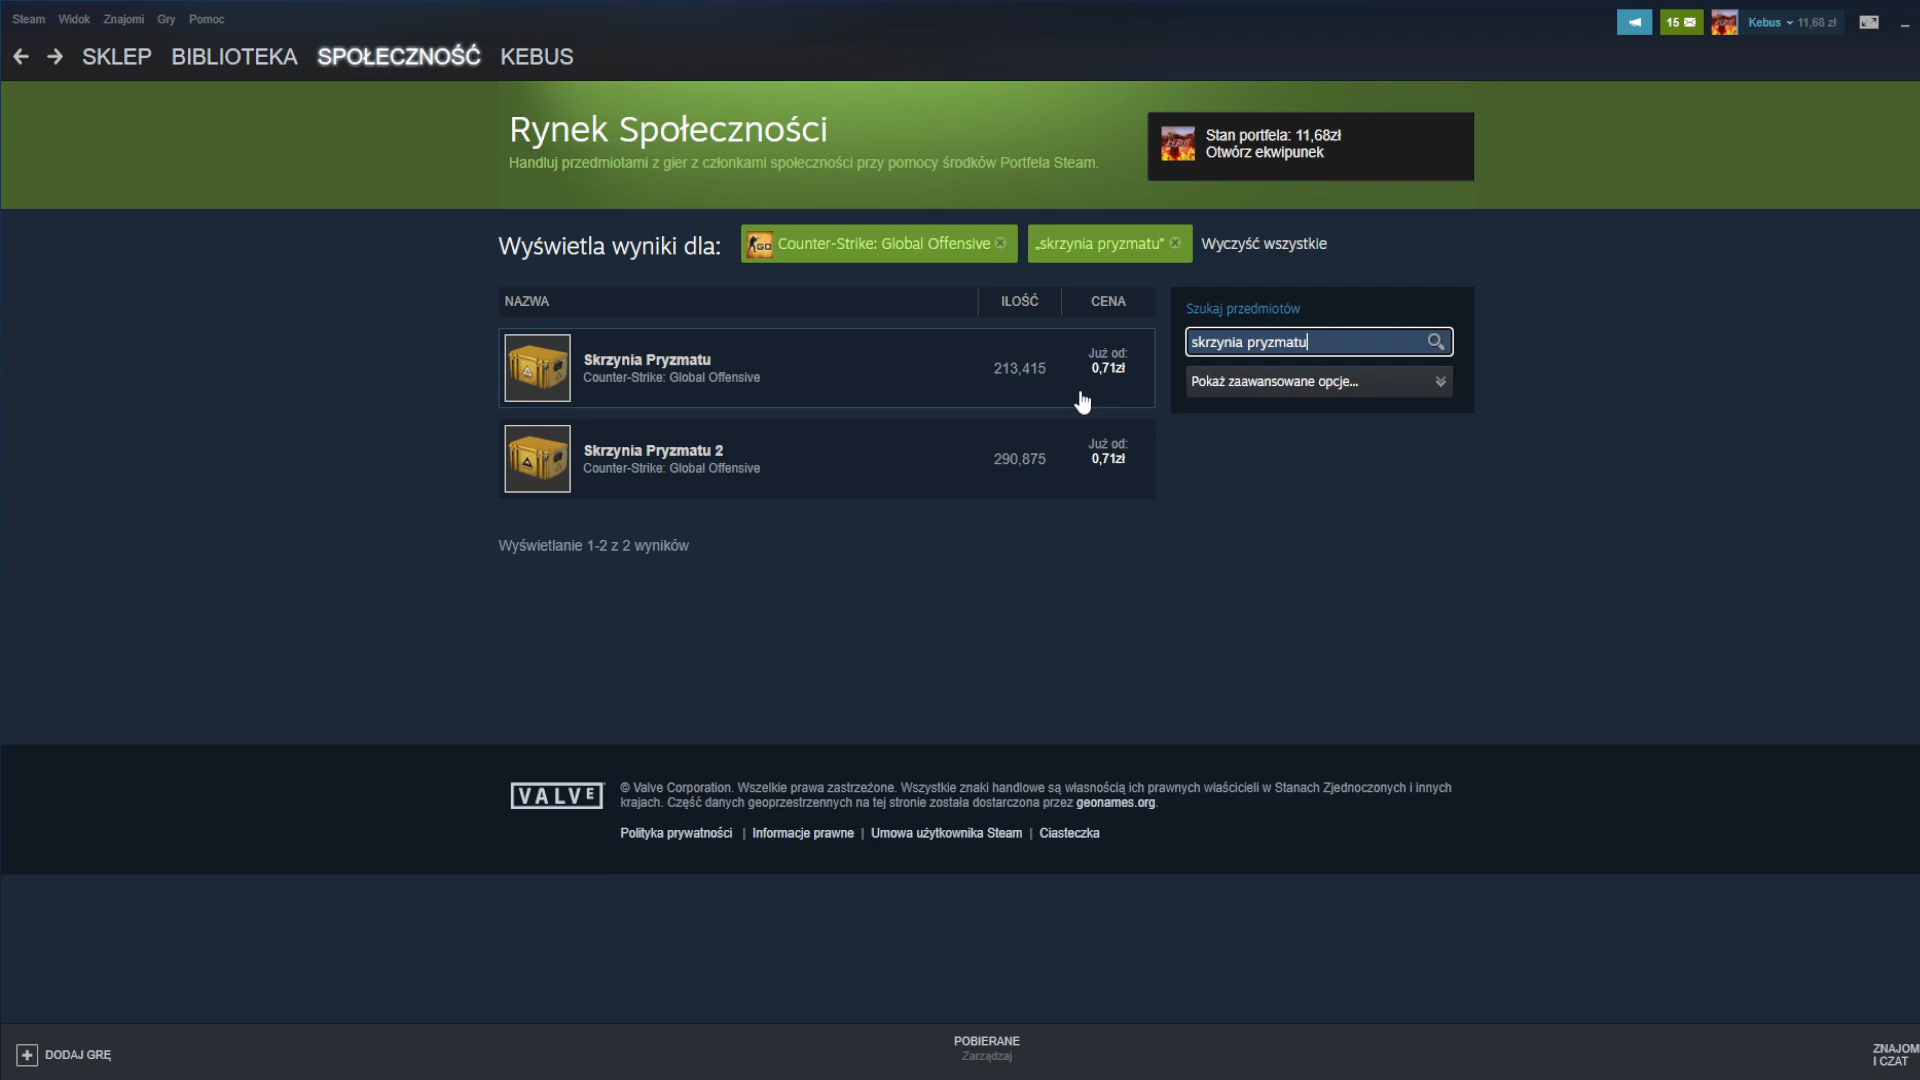 Steam Widok Znajomi Gry Pomoc
15
Kebus 11,68 zł
SKLEP BIBLIOTEKA SPOŁECZNOŚĆ KEBUS
Rynek Społeczności
Handluj przedmiotami z gier z członkami społeczności przy pomocy środków Portfela Steam.
Stan portfela: 11,68zł
Otwórz ekwipunek
Wyświetla wyniki dla:
GO Counter-Strike: Global Offensive
„skrzynia pryzmatu”
Wyczyść wszystkie
NAZWA ILOŚĆ CENA
Skrzynia Pryzmatu
Counter-Strike: Global Offensive
213,415
Już od:
0,71zł
Skrzynia Pryzmatu 2
Counter-Strike: Global Offensive
290,875
Już od:
0,71zł
Wyświetlanie 1-2 z 2 wyników
Szukaj przedmiotów
skrzynia pryzmatu
Pokaż zaawansowane opcje...
VALVE
© Valve Corporation. Wszelkie prawa zastrzeżone. Wszystkie znaki handlowe są własnością ich prawnych właścicieli w Stanach Zjednoczonych i innych
krajach. Część danych geoprzestrzennych na tej stronie została dostarczona przez geonames.org.
Polityka prywatności | Informacje prawne | Umowa użytkownika Steam | Ciasteczka
DODAJ GRĘ
POBIERANE
Zarządzaj
ZNAJOM
I CZAT